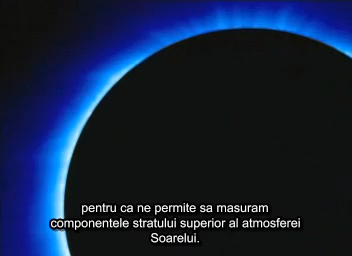 pentru ca ne permite sa masuram
componentele stratului superior al atmosferei
Soarelui.